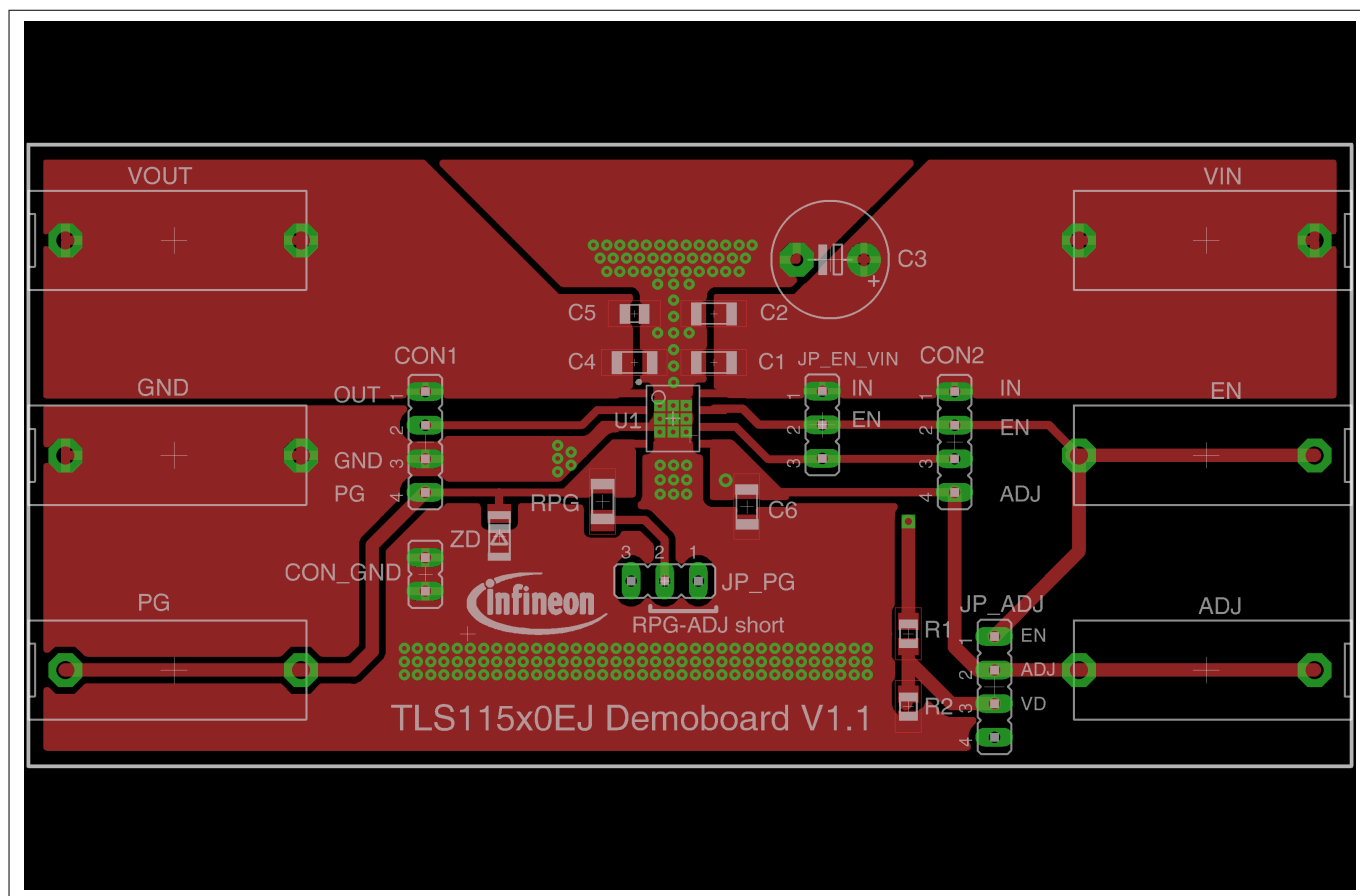 VOUT
VIN
C3
+
C5
C2
CON1
C4
C1
JP_EN_VIN
CON2
GND
OUT
1
1
IN
1
IN
EN
U1
2
2
EN
2
EN
GND
3
3
3
PG
4
RPG
4
ADJ
C6
ZD
3
2
1
CON_GND
infineon
JP_PG
PG
JP_ADJ
ADJ
RPG-ADJ short
R1
1
EN
2
ADJ
TLS115x0EJ Demoboard V1.1
R2
3
VD
4